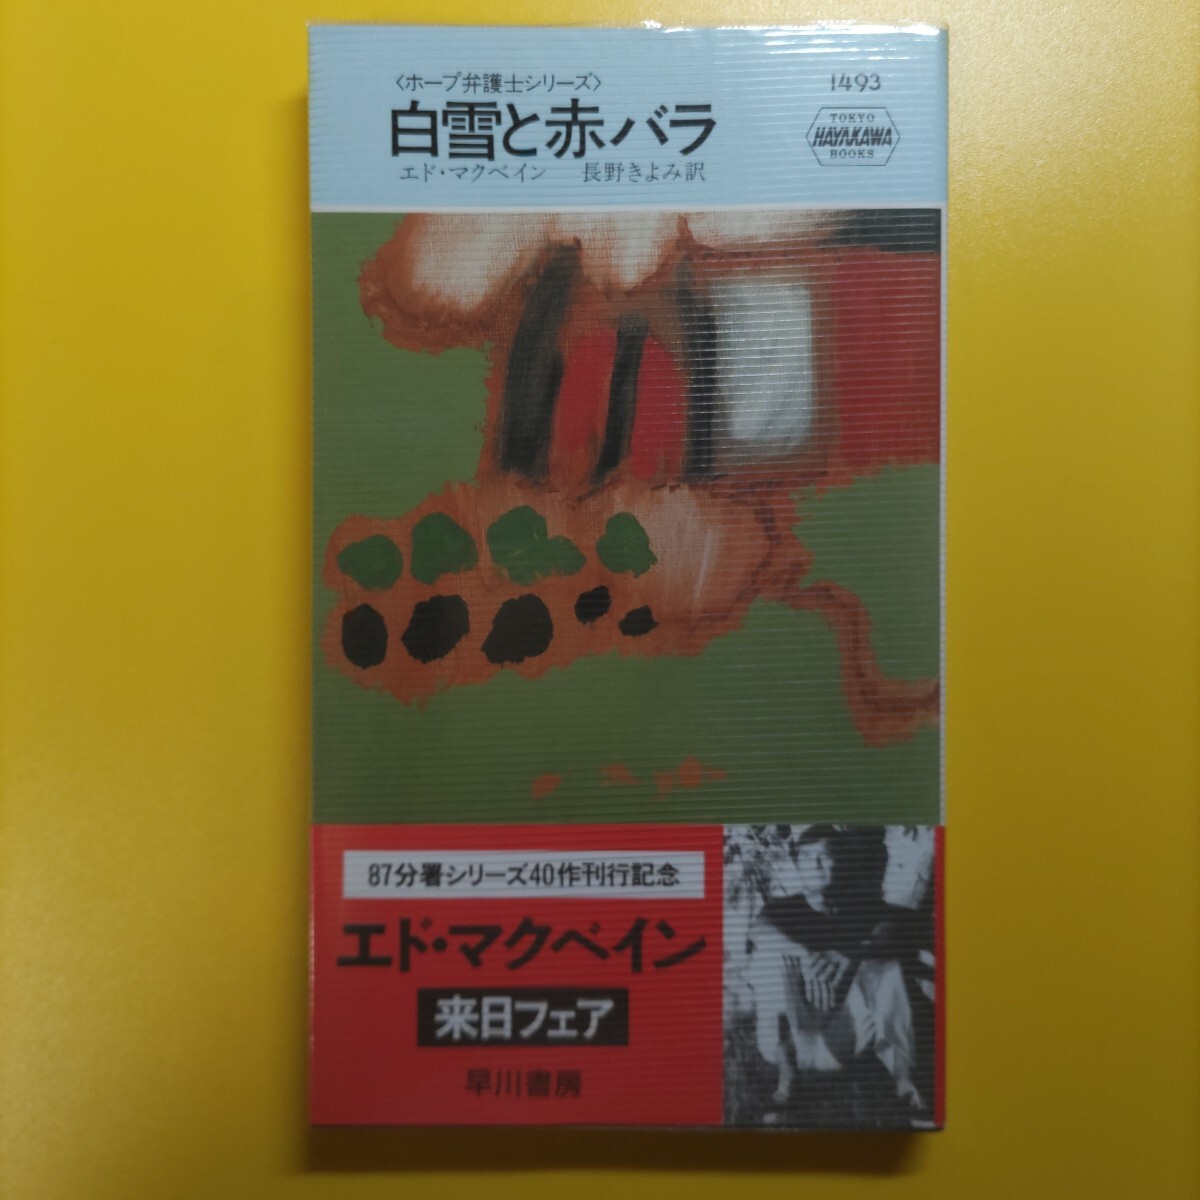 〈ホープ弁護士シリーズ〉
1493
白雪と赤バラ
TOKYO
HAYAKAWA
BOOKS
エド・マクベイン 長野きよみ訳
87分署シリーズ40作刊行記念
エド・マクベイン
来日フェア
早川書房